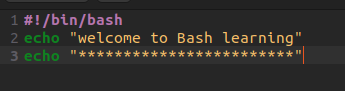 1 #!/bin/bash
2 echo "welcome to Bash learning"
3 echo "************************"